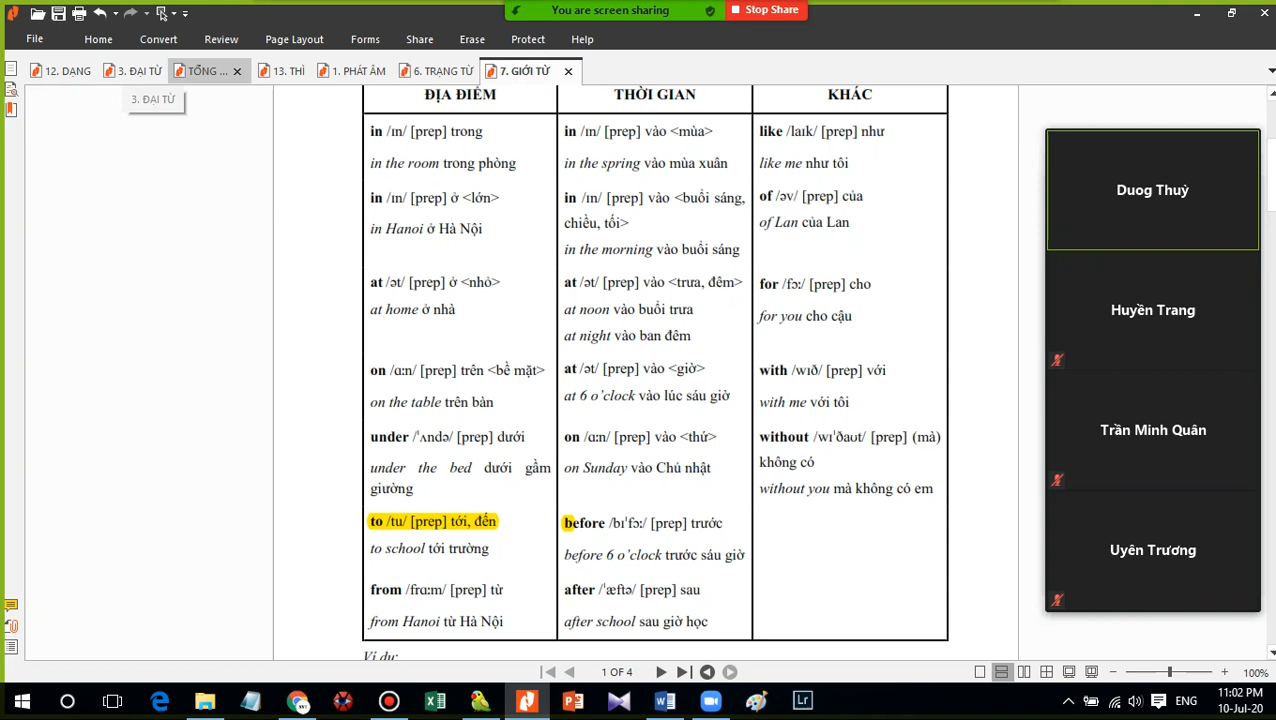 You are screen sharing
Stop Share
File
Home
Convert
Review
Page Layout
Forms
Share
Erase
Protect
Help
12. DẠNG
3. ĐẠI TỪ
TỔNG ...
13. THÌ
1. PHÁT ÂM
6. TRẠNG TỪ
7. GIỚI TỪ
3. ĐẠI TỪ
ĐỊA ĐIỂM
THỜI GIAN
KHÁC
in /ɪn/ [prep] trong
in the room trong phòng
in /ɪn/ [prep] ở <lớn>
in Hanoi ở Hà Nội
at /ət/ [prep] ở <nhỏ>
at home ở nhà
on /ɑːn/ [prep] trên <bề mặt>
on the table trên bàn
under /ˈʌndə/ [prep] dưới
under the bed dưới gầm
giường
to /tu/ [prep] tới, đến
to school tới trường
from /frɑːm/ [prep] từ
from Hanoi từ Hà Nội
in /ɪn/ [prep] vào <mùa>
in the spring vào mùa xuân
in /ɪn/ [prep] vào <buổi sáng,
chiều, tối>
in the morning vào buổi sáng
at /ət/ [prep] vào <trưa, đêm>
at noon vào buổi trưa
at night vào ban đêm
at /ət/ [prep] vào <giờ>
at 6 o’clock vào lúc sáu giờ
on /ɑːn/ [prep] vào <thứ>
on Sunday vào Chủ nhật
before /bɪˈfɔː/ [prep] trước
before 6 o’clock trước sáu giờ
after /ˈæftə/ [prep] sau
after school sau giờ học
like /laɪk/ [prep] như
like me như tôi
of /əv/ [prep] của
of Lan của Lan
for /fɔː/ [prep] cho
for you cho cậu
with /wɪð/ [prep] với
with me với tôi
without /wɪˈðaʊt/ [prep] (mà)
không có
without you mà không có em
Ví dụ:
Duog Thuỳ
Huyền Trang
Trần Minh Quân
Uyên Trương
1 OF 4
100%
Lr
ENG
11:02 PM
10-Jul-20